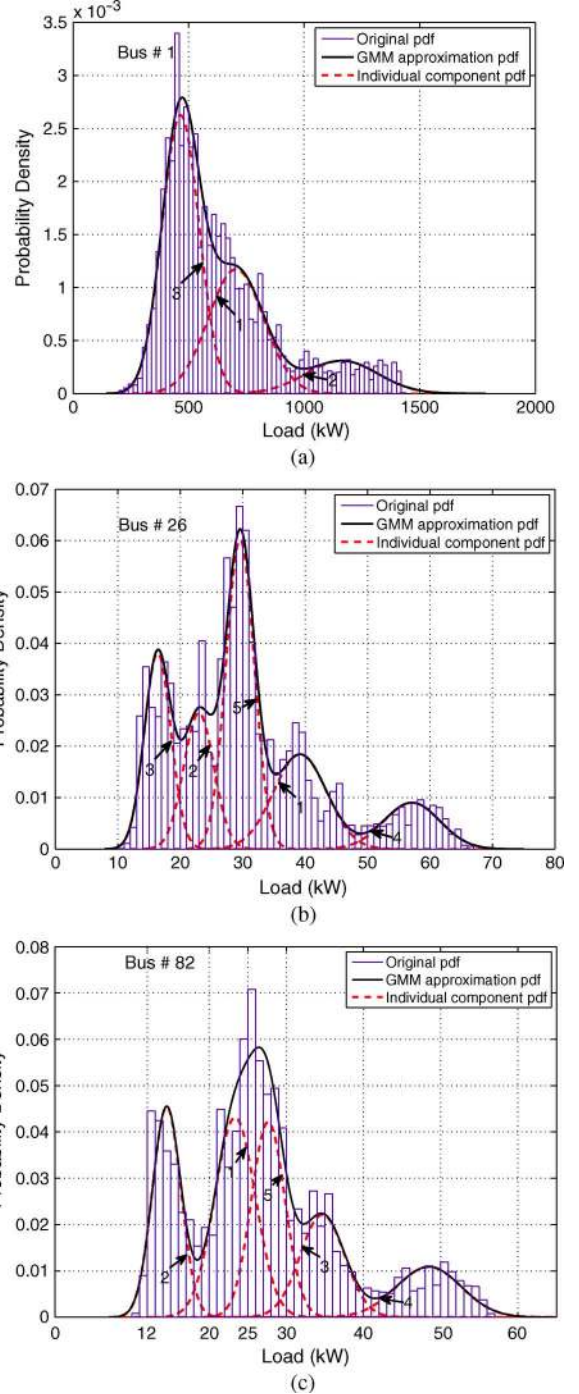 × 10⁻³
3.5
3
2.5
2
1.5
1
0.5
0
Probability Density
Bus # 1
Original pdf
GMM approximation pdf
Individual component pdf
3
1
2
0 500 1000 1500 2000
Load (kW)
(a)
0.07
0.06
0.05
0.04
0.03
0.02
0.01
0
Probability Density
Bus # 26
Original pdf
GMM approximation pdf
Individual component pdf
3
2
5
1
4
0 10 20 30 40 50 60 70 80
Load (kW)
(b)
0.08
0.07
0.06
0.05
0.04
0.03
0.02
0.01
0
Probability Density
Bus # 82
Original pdf
GMM approximation pdf
Individual component pdf
2
1
5
3
4
0 12 20 25 30 40 50 60
Load (kW)
(c)